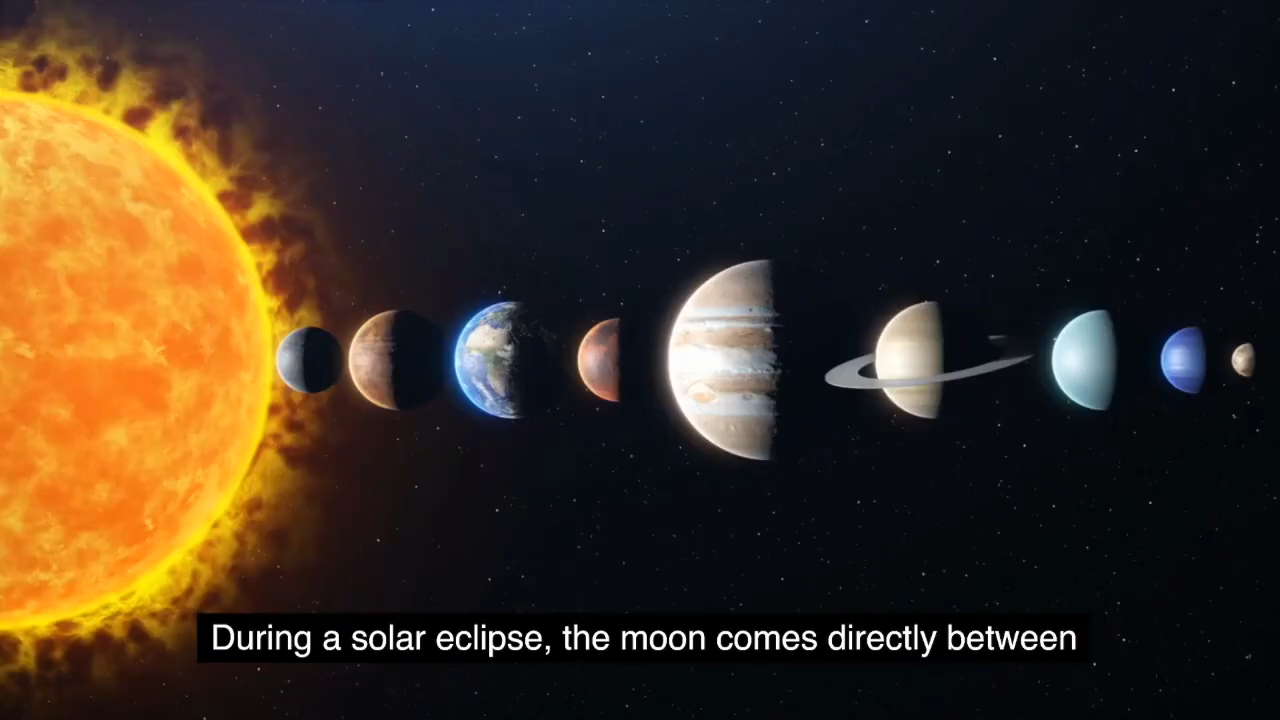 During a solar eclipse, the moon comes directly between